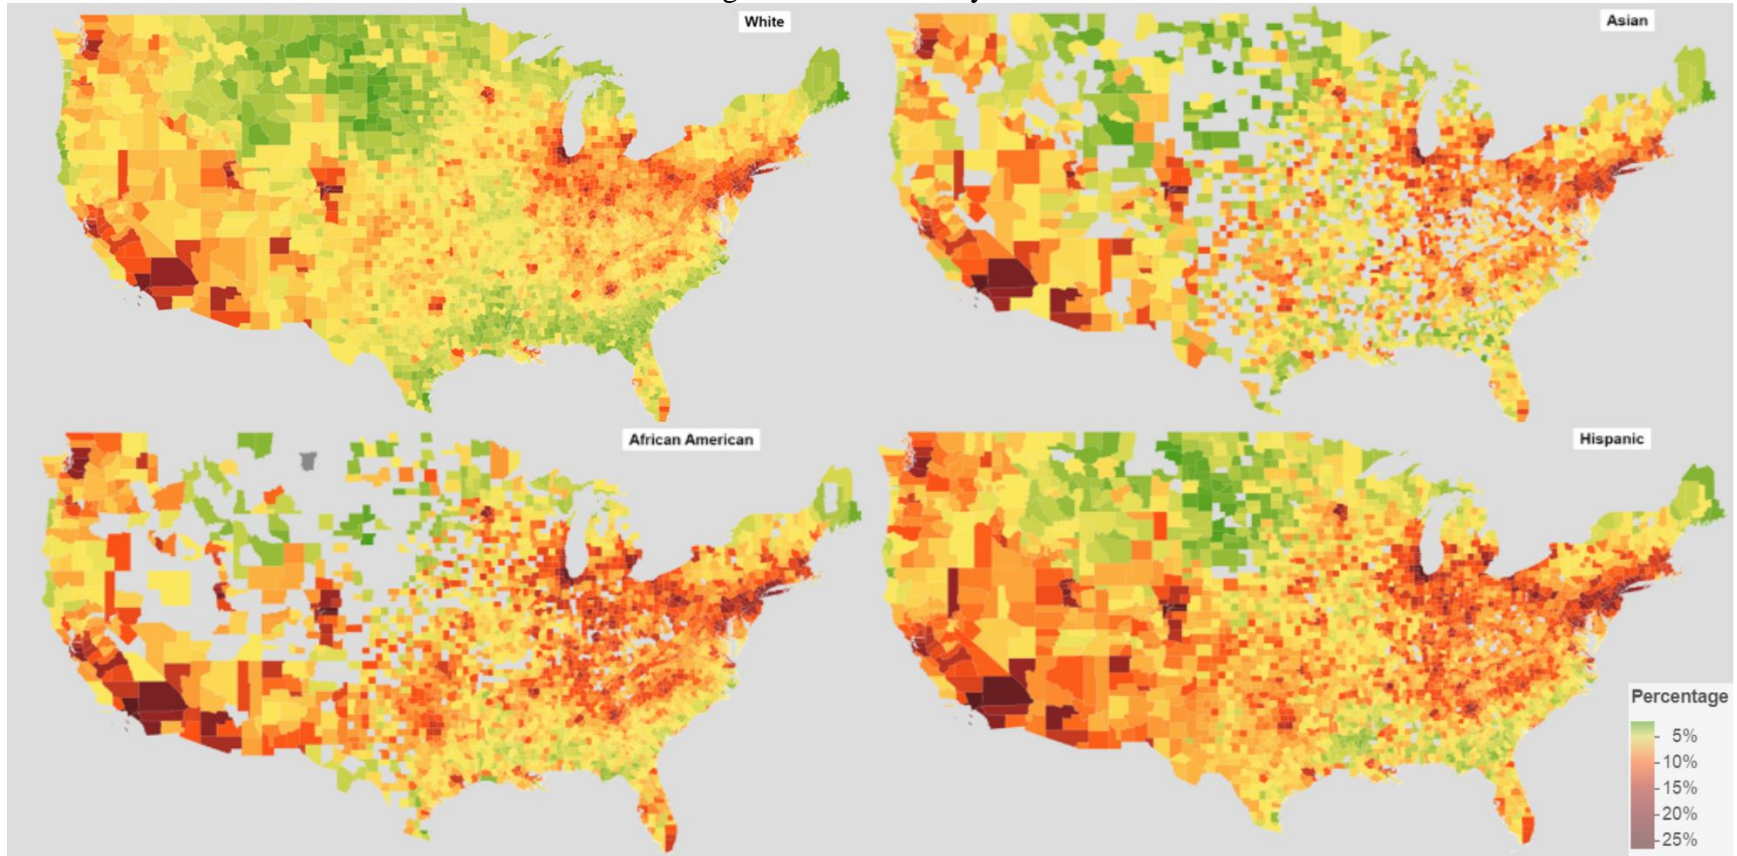 White
Asian
African American
Hispanic
Percentage
5%
10%
15%
20%
25%